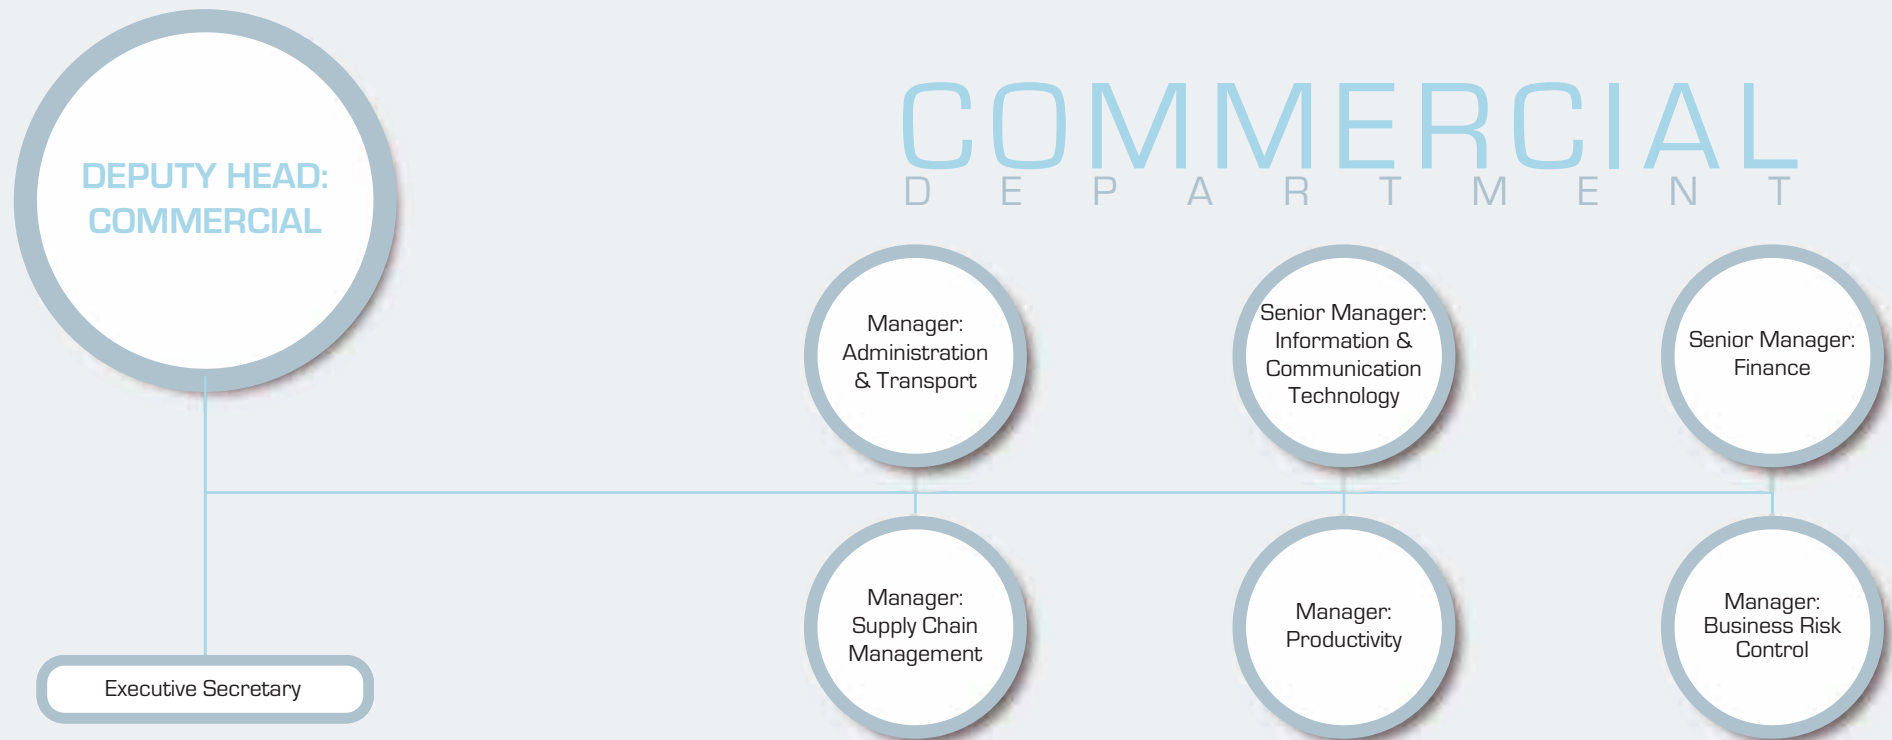 DEPUTY HEAD:
COMMERCIAL
COMMERCIAL
DEPARTMENT
Manager:
Administration
& Transport
Senior Manager:
Information &
Communication
Technology
Senior Manager:
Finance
Manager:
Supply Chain
Management
Manager:
Productivity
Manager:
Business Risk
Control
Executive Secretary